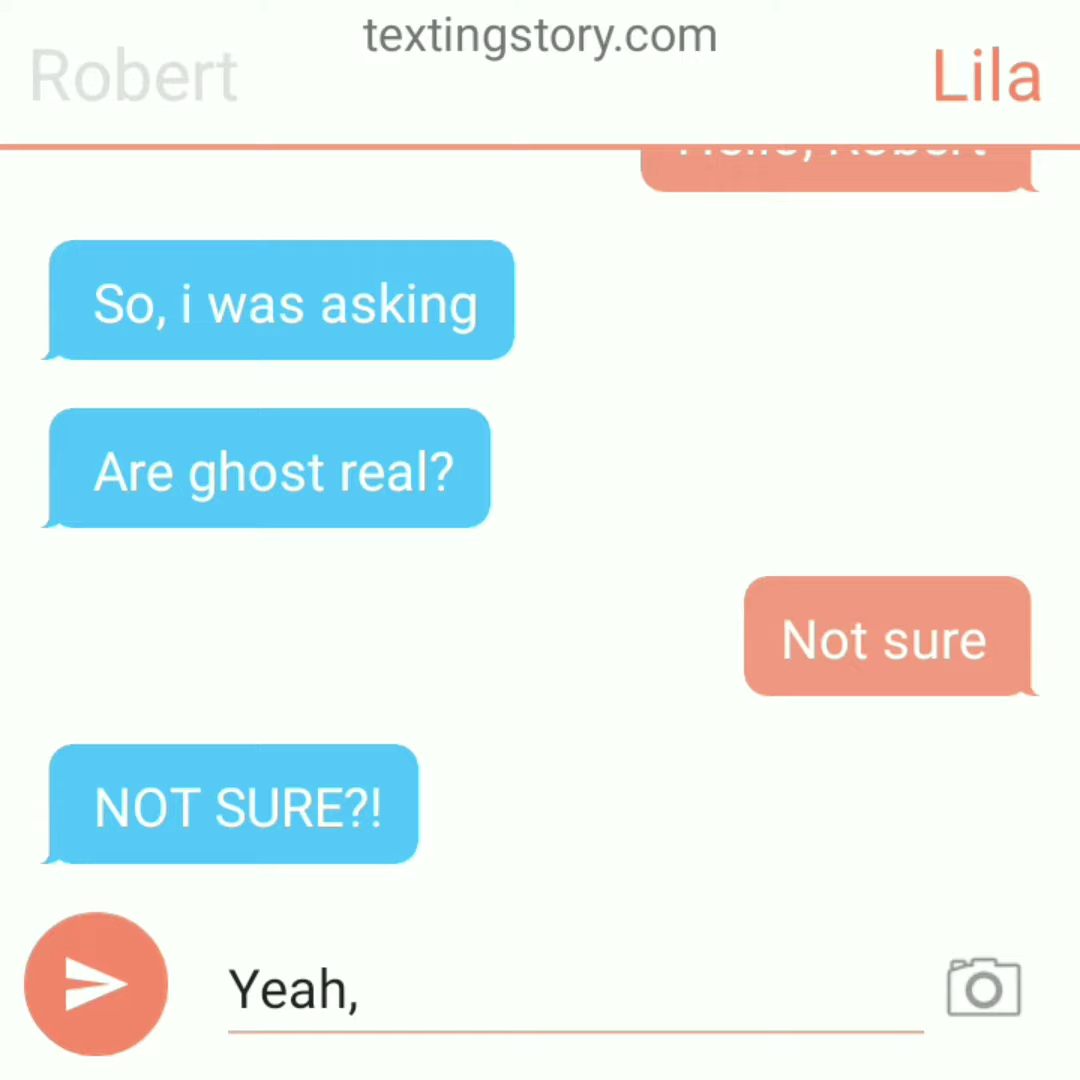 textingstory.com
Robert
Lila
So, i was asking
Are ghost real?
Not sure
NOT SURE?!
Yeah,